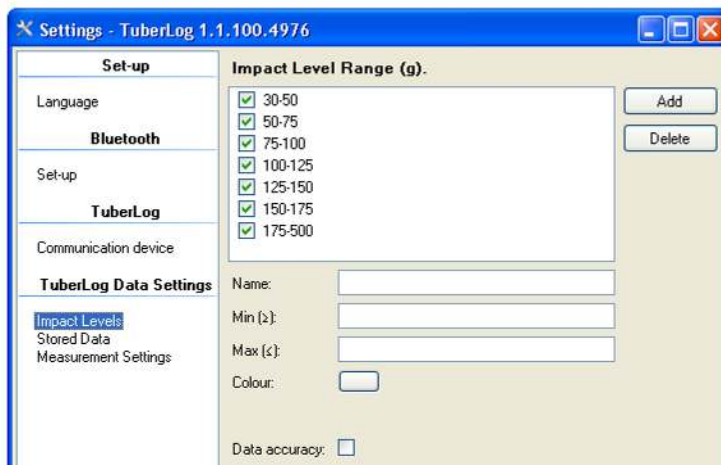 Settings - TuberLog 1.1.100.4976
Set-up
Language
Bluetooth
Set-up
TuberLog
Communication device
TuberLog Data Settings
Impact Levels
Stored Data
Measurement Settings
Impact Level Range (g).
30-50
50-75
75-100
100-125
125-150
150-175
175-500
Add
Delete
Name:
Min (≥):
Max (≤):
Colour:
Data accuracy: